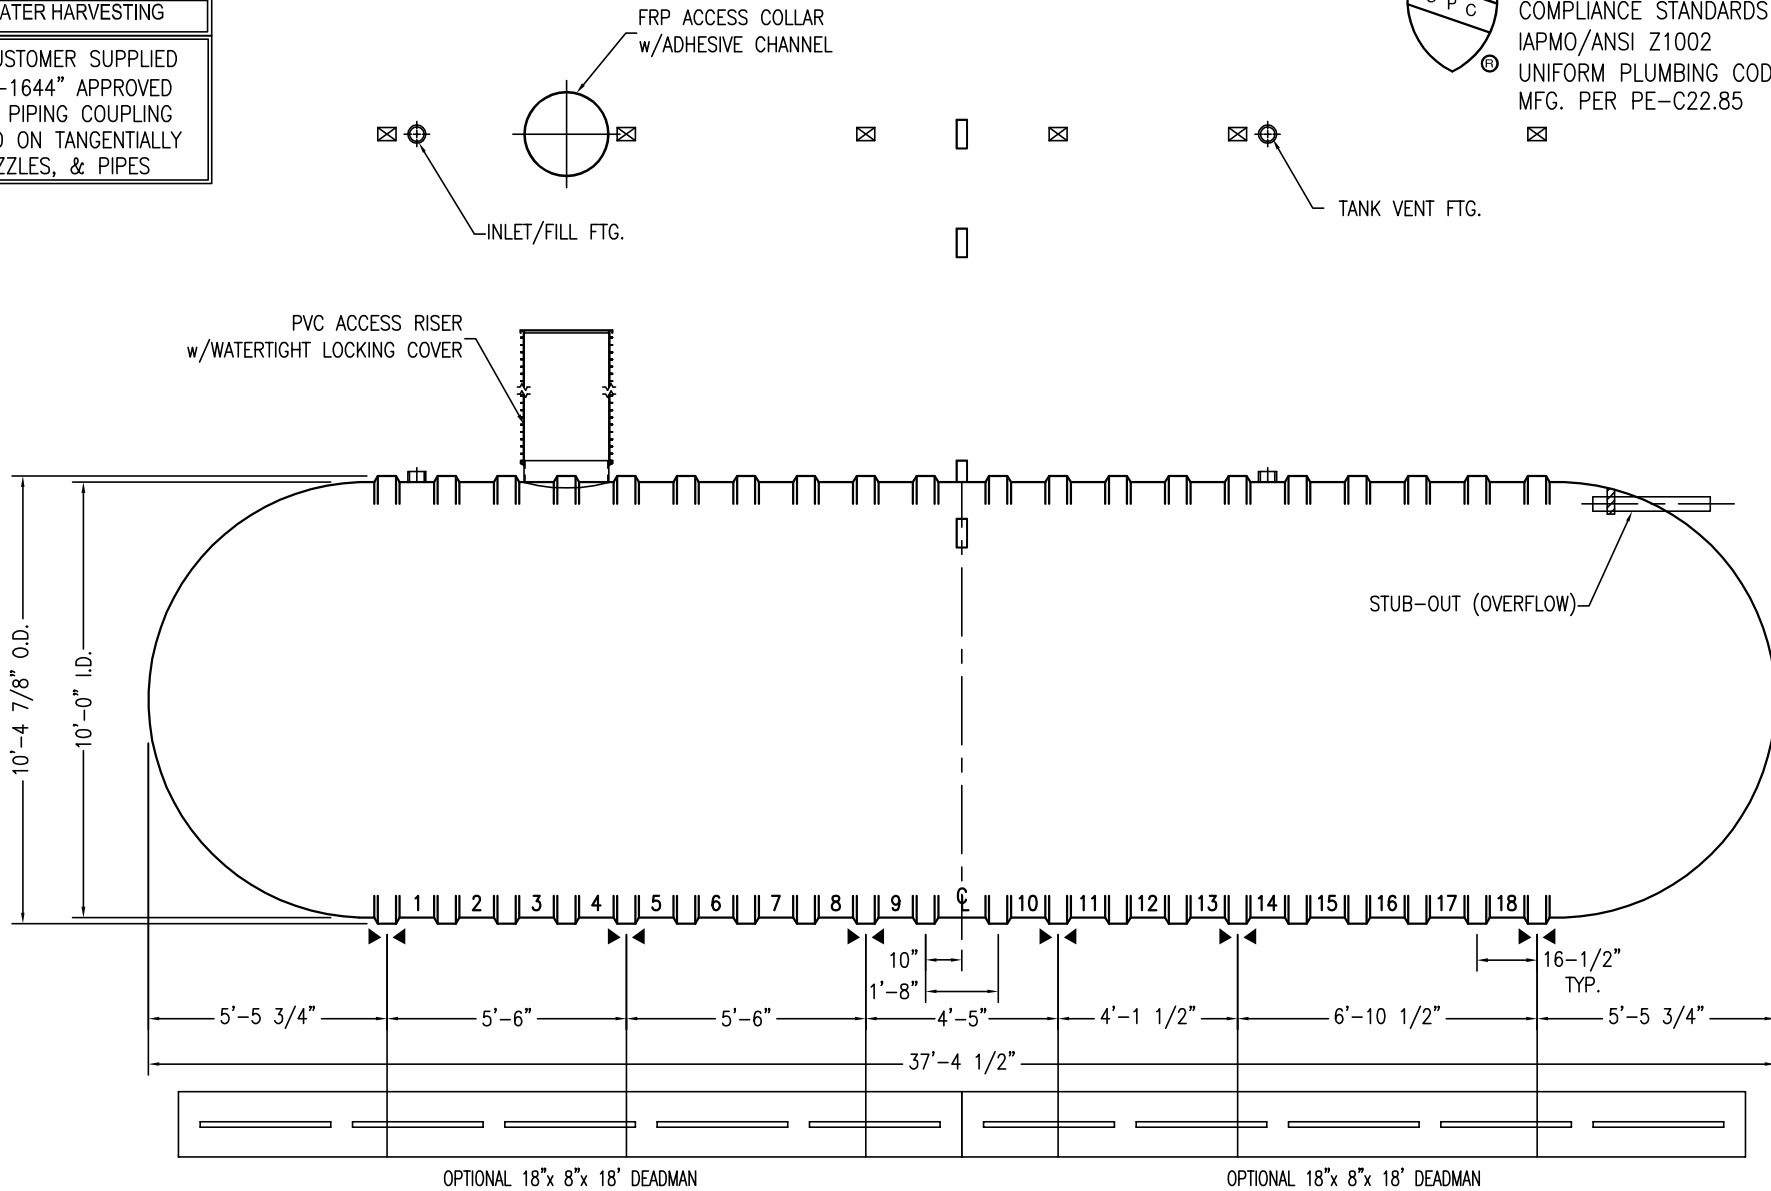 WATER HARVESTING
CUSTOMER SUPPLIED
-1644" APPROVED
PIPING COUPLING
ON TANGENTIALLY
& PIPES
FRP ACCESS COLLAR
w/ADHESIVE CHANNEL
COMPLIANCE STANDARDS
IAPMO/ANSI Z1002
UNIFORM PLUMBING COD
MFG. PER PE-C22.85
U P C
®
INLET/FILL FTG.
TANK VENT FTG.
PVC ACCESS RISER
w/WATERTIGHT LOCKING COVER
STUB-OUT (OVERFLOW)
10'-4 7/8" O.D.
10'-0" I.D.
1 2 3 4 5 6 7 8 9 ℄ 10 11 12 13 14 15 16 17 18
10"
1'-8"
16-1/2"
TYP.
5'-5 3/4" 5'-6" 5'-6" 4'-5" 4'-1 1/2" 6'-10 1/2" 5'-5 3/4"
37'-4 1/2"
OPTIONAL 18"x 8"x 18' DEADMAN
OPTIONAL 18"x 8"x 18' DEADMAN